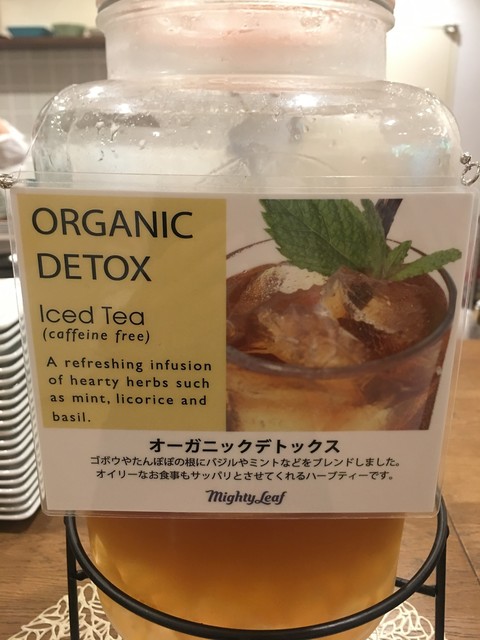 ORGANIC
DETOX
Iced Tea
(caffeine free)
A refreshing infusion
of hearty herbs such
as mint, licorice and
basil.
オーガニックデトックス
ゴボウやたんぽぽの根にバジルやミントなどをブレンドしました。
オイリーなお食事もサッパリとさせてくれるハーブティーです。
Mighty Leaf